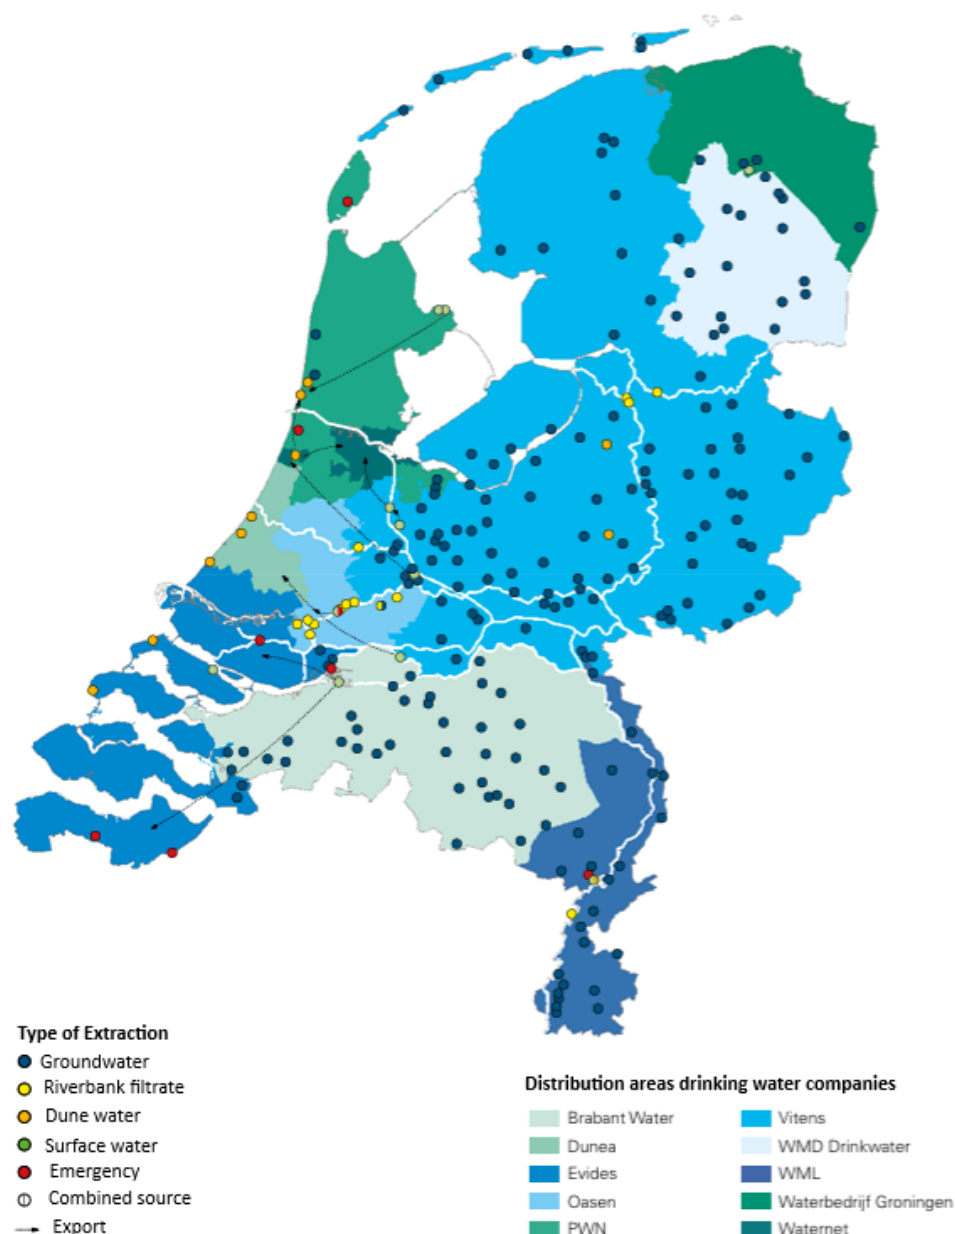 Type of Extraction
Groundwater
Riverbank filtrate
Dune water
Surface water
Emergency
Combined source
Export
Distribution areas drinking water companies
Brabant Water
Dunea
Evides
Oasen
PWN
Vitens
WMD Drinkwater
WML
Waterbedrijf Groningen
Waternet